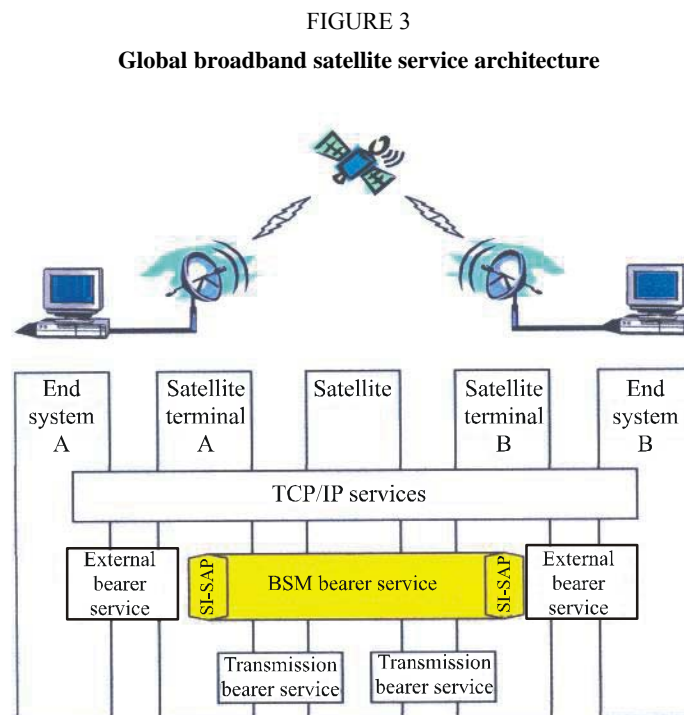 FIGURE 3
Global broadband satellite service architecture
End
system
A
Satellite
terminal
A
Satellite
Satellite
terminal
B
End
system
B
TCP/IP services
External
bearer
service
SI-SAP
BSM bearer service
SI-SAP
External
bearer
service
Transmission
bearer service
Transmission
bearer service